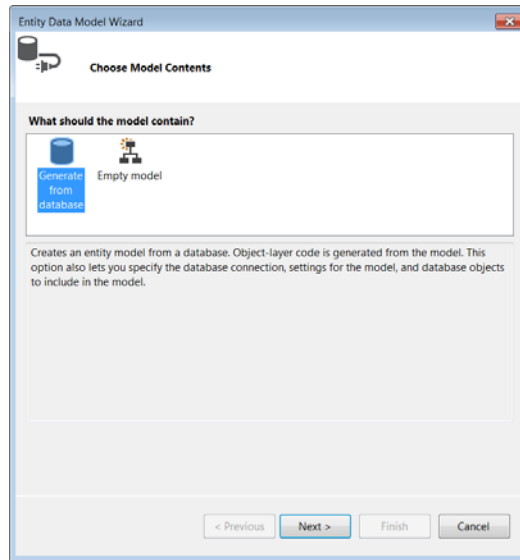 Entity Data Model Wizard
Choose Model Contents
What should the model contain?
Generate
from
database
Empty model
Creates an entity model from a database. Object-layer code is generated from the model. This
option also lets you specify the database connection, settings for the model, and database objects
to include in the model.
< Previous
Next >
Finish
Cancel